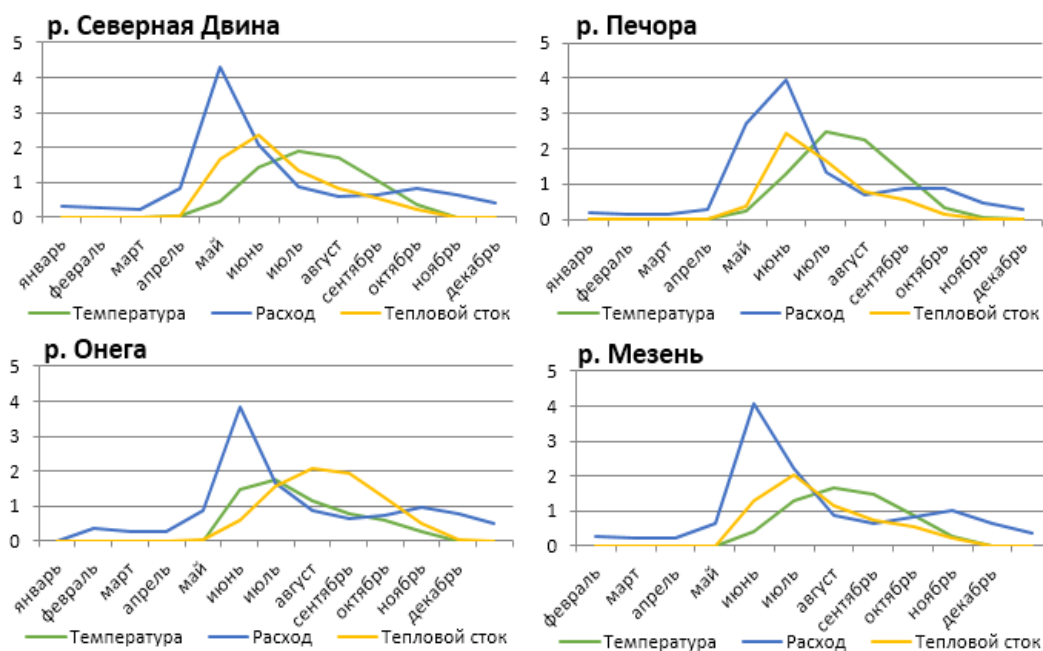 р. Северная Двина
5
4
3
2
1
0
январь февраль март апрель май июнь июль август сентябрь октябрь ноябрь декабрь
Температура Расход Тепловой сток
р. Печора
5
4
3
2
1
0
январь февраль март апрель май июнь июль август сентябрь октябрь ноябрь декабрь
Температура Расход Тепловой сток
р. Онега
5
4
3
2
1
0
январь февраль март апрель май июнь июль август сентябрь октябрь ноябрь декабрь
Температура Расход Тепловой сток
р. Мезень
5
4
3
2
1
0
февраль март апрель май июнь июль август сентябрь октябрь ноябрь декабрь
Температура Расход Тепловой сток